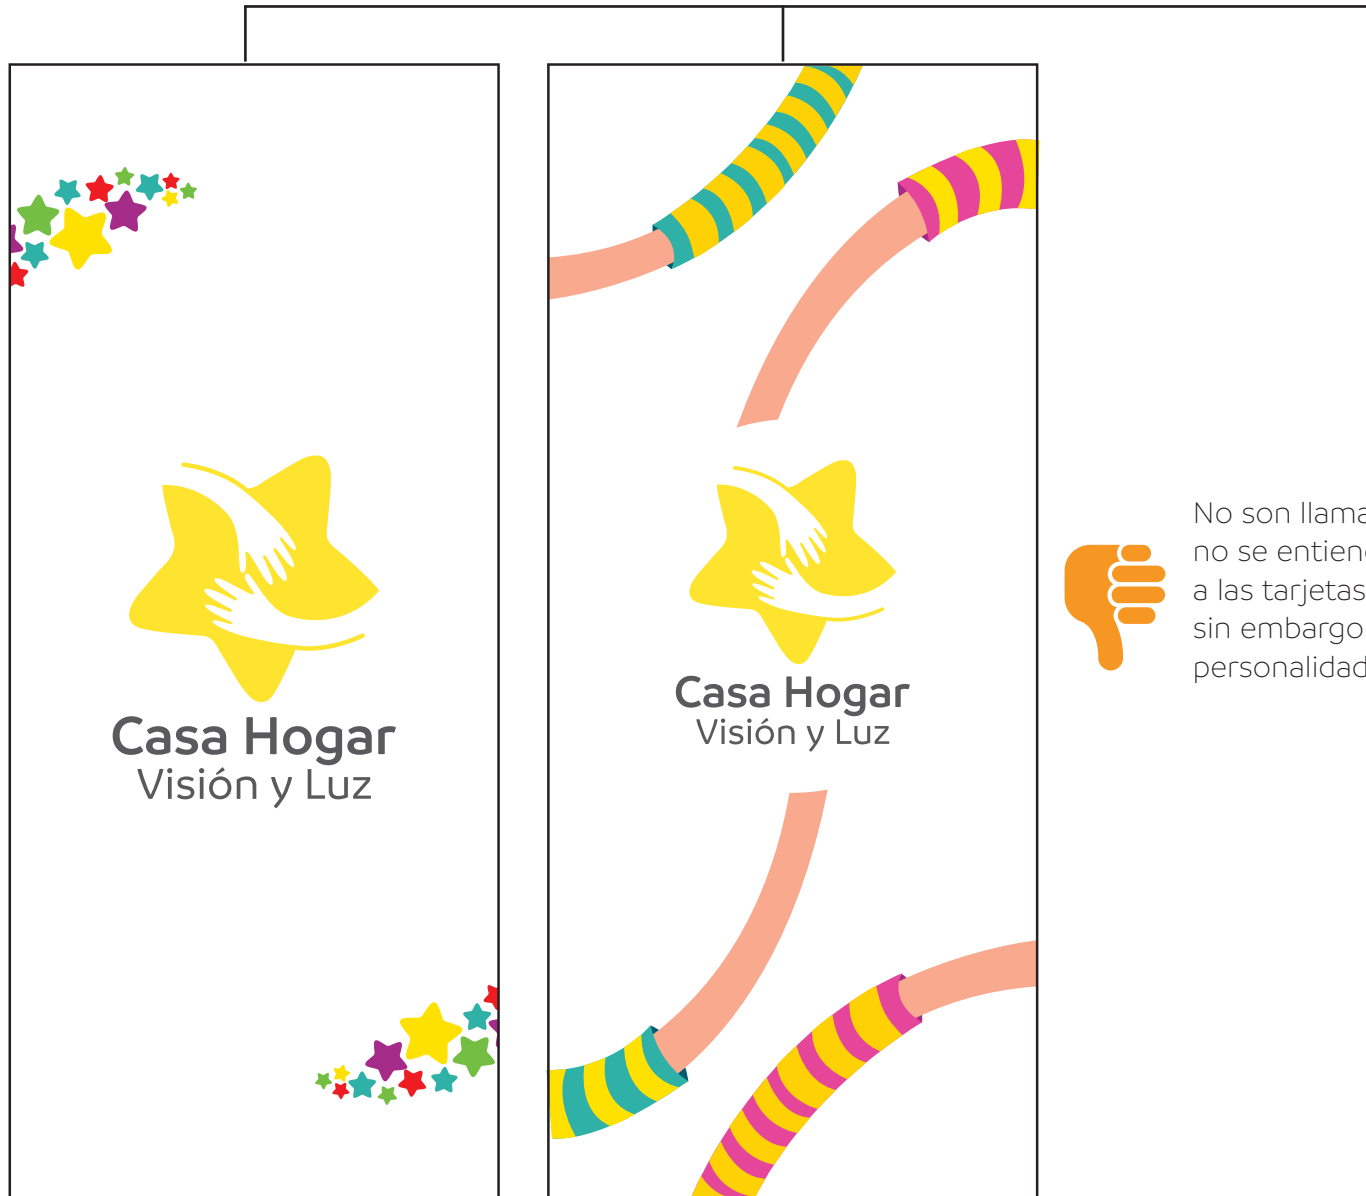 Casa Hogar
Visión y Luz
Casa Hogar
Visión y Luz
No son llama
no se entien
a las tarjetas
sin embargo
personalidad